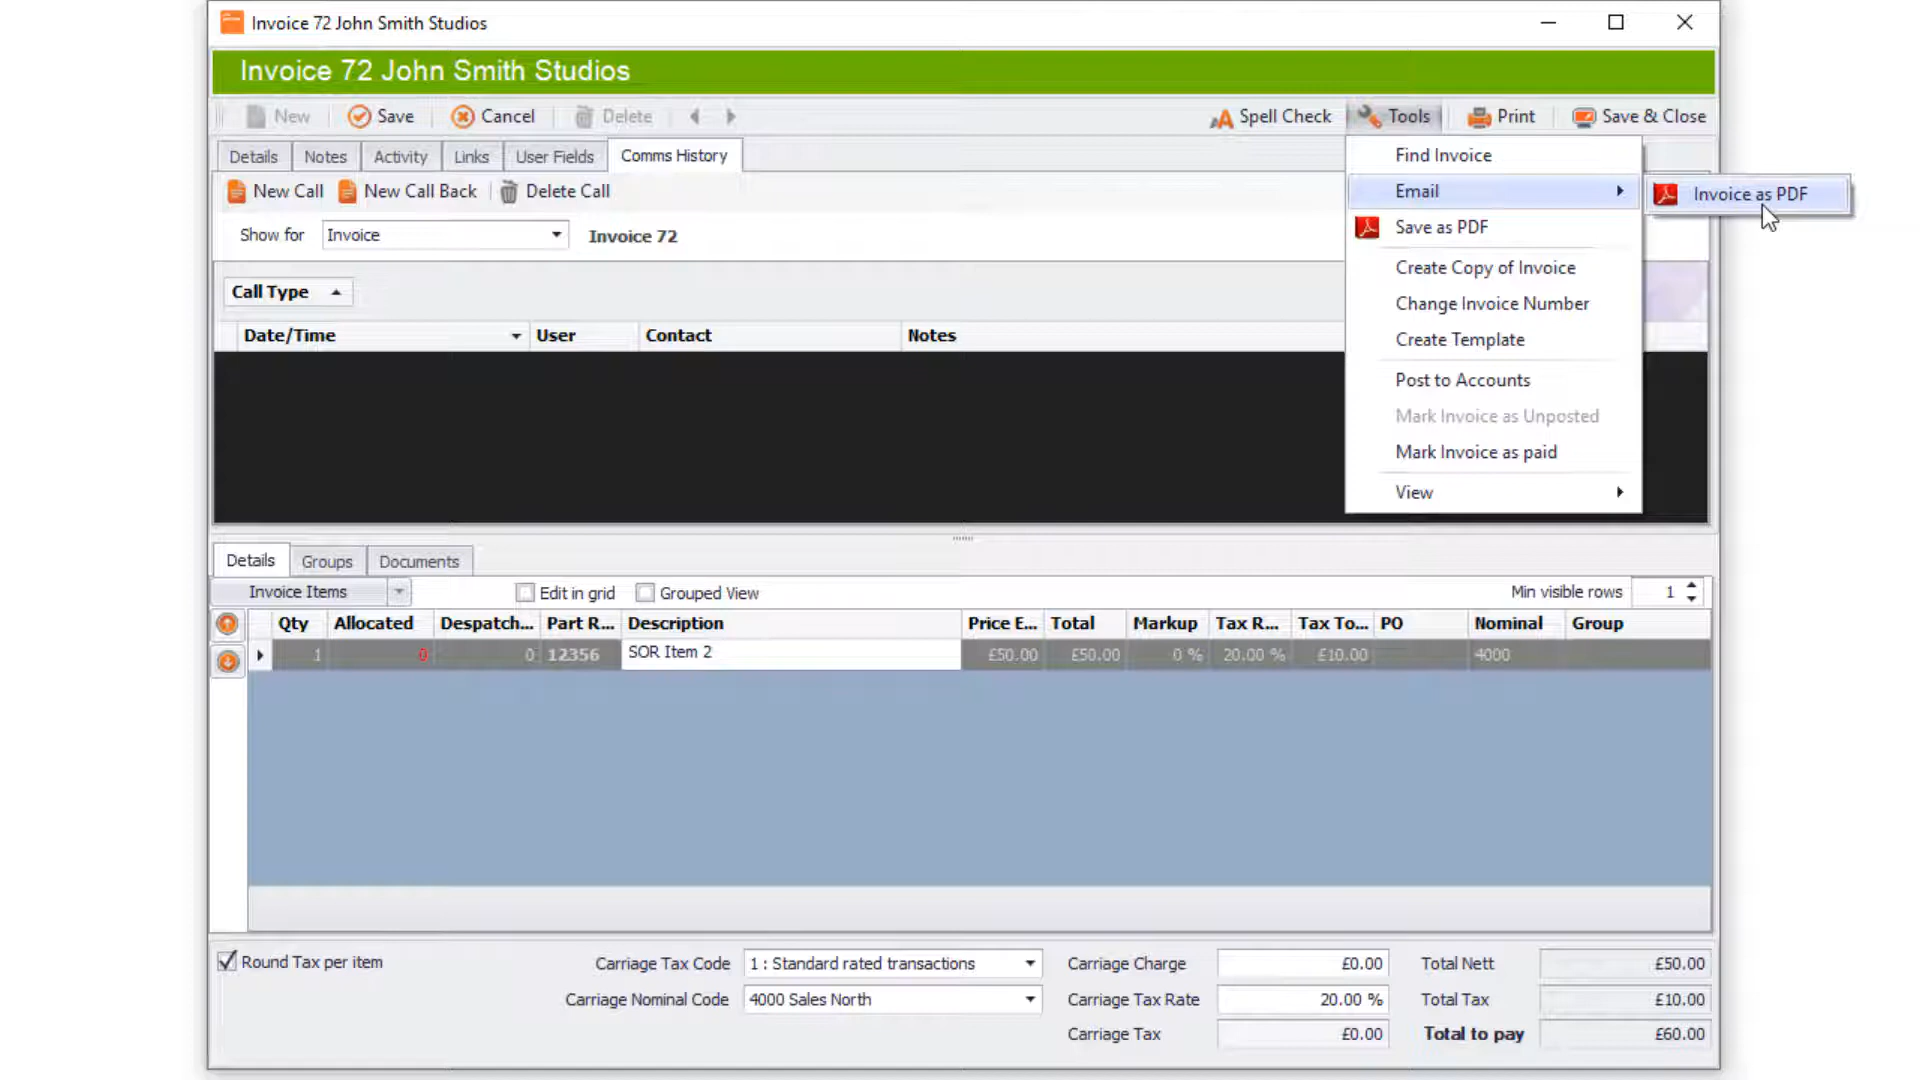 Invoice 72 John Smith Studios
Invoice 72 John Smith Studios
New Save Cancel Delete Spell Check Tools Print Save & Close
Details Notes Activity Links User Fields Comms History
Find Invoice
New Call New Call Back Delete Call
Email
Invoice as PDF
Show for Invoice Invoice 72
Save as PDF
Create Copy of Invoice
Call Type
Change Invoice Number
Date/Time User Contact Notes
Create Template
Post to Accounts
Mark Invoice as Unposted
Mark Invoice as paid
View
Details Groups Documents
Invoice Items Edit in grid Grouped View Min visible rows 1
Qty Allocated Despatch... Part R... Description Price E... Total Markup Tax R... Tax To... PO Nominal Group
1 0 0 12356 SOR Item 2 £50.00 £50.00 0 % 20.00 % £10.00 4000
Round Tax per item Carriage Tax Code 1 : Standard rated transactions Carriage Charge £0.00 Total Nett £50.00
Carriage Nominal Code 4000 Sales North Carriage Tax Rate 20.00 % Total Tax £10.00
Carriage Tax £0.00 Total to pay £60.00